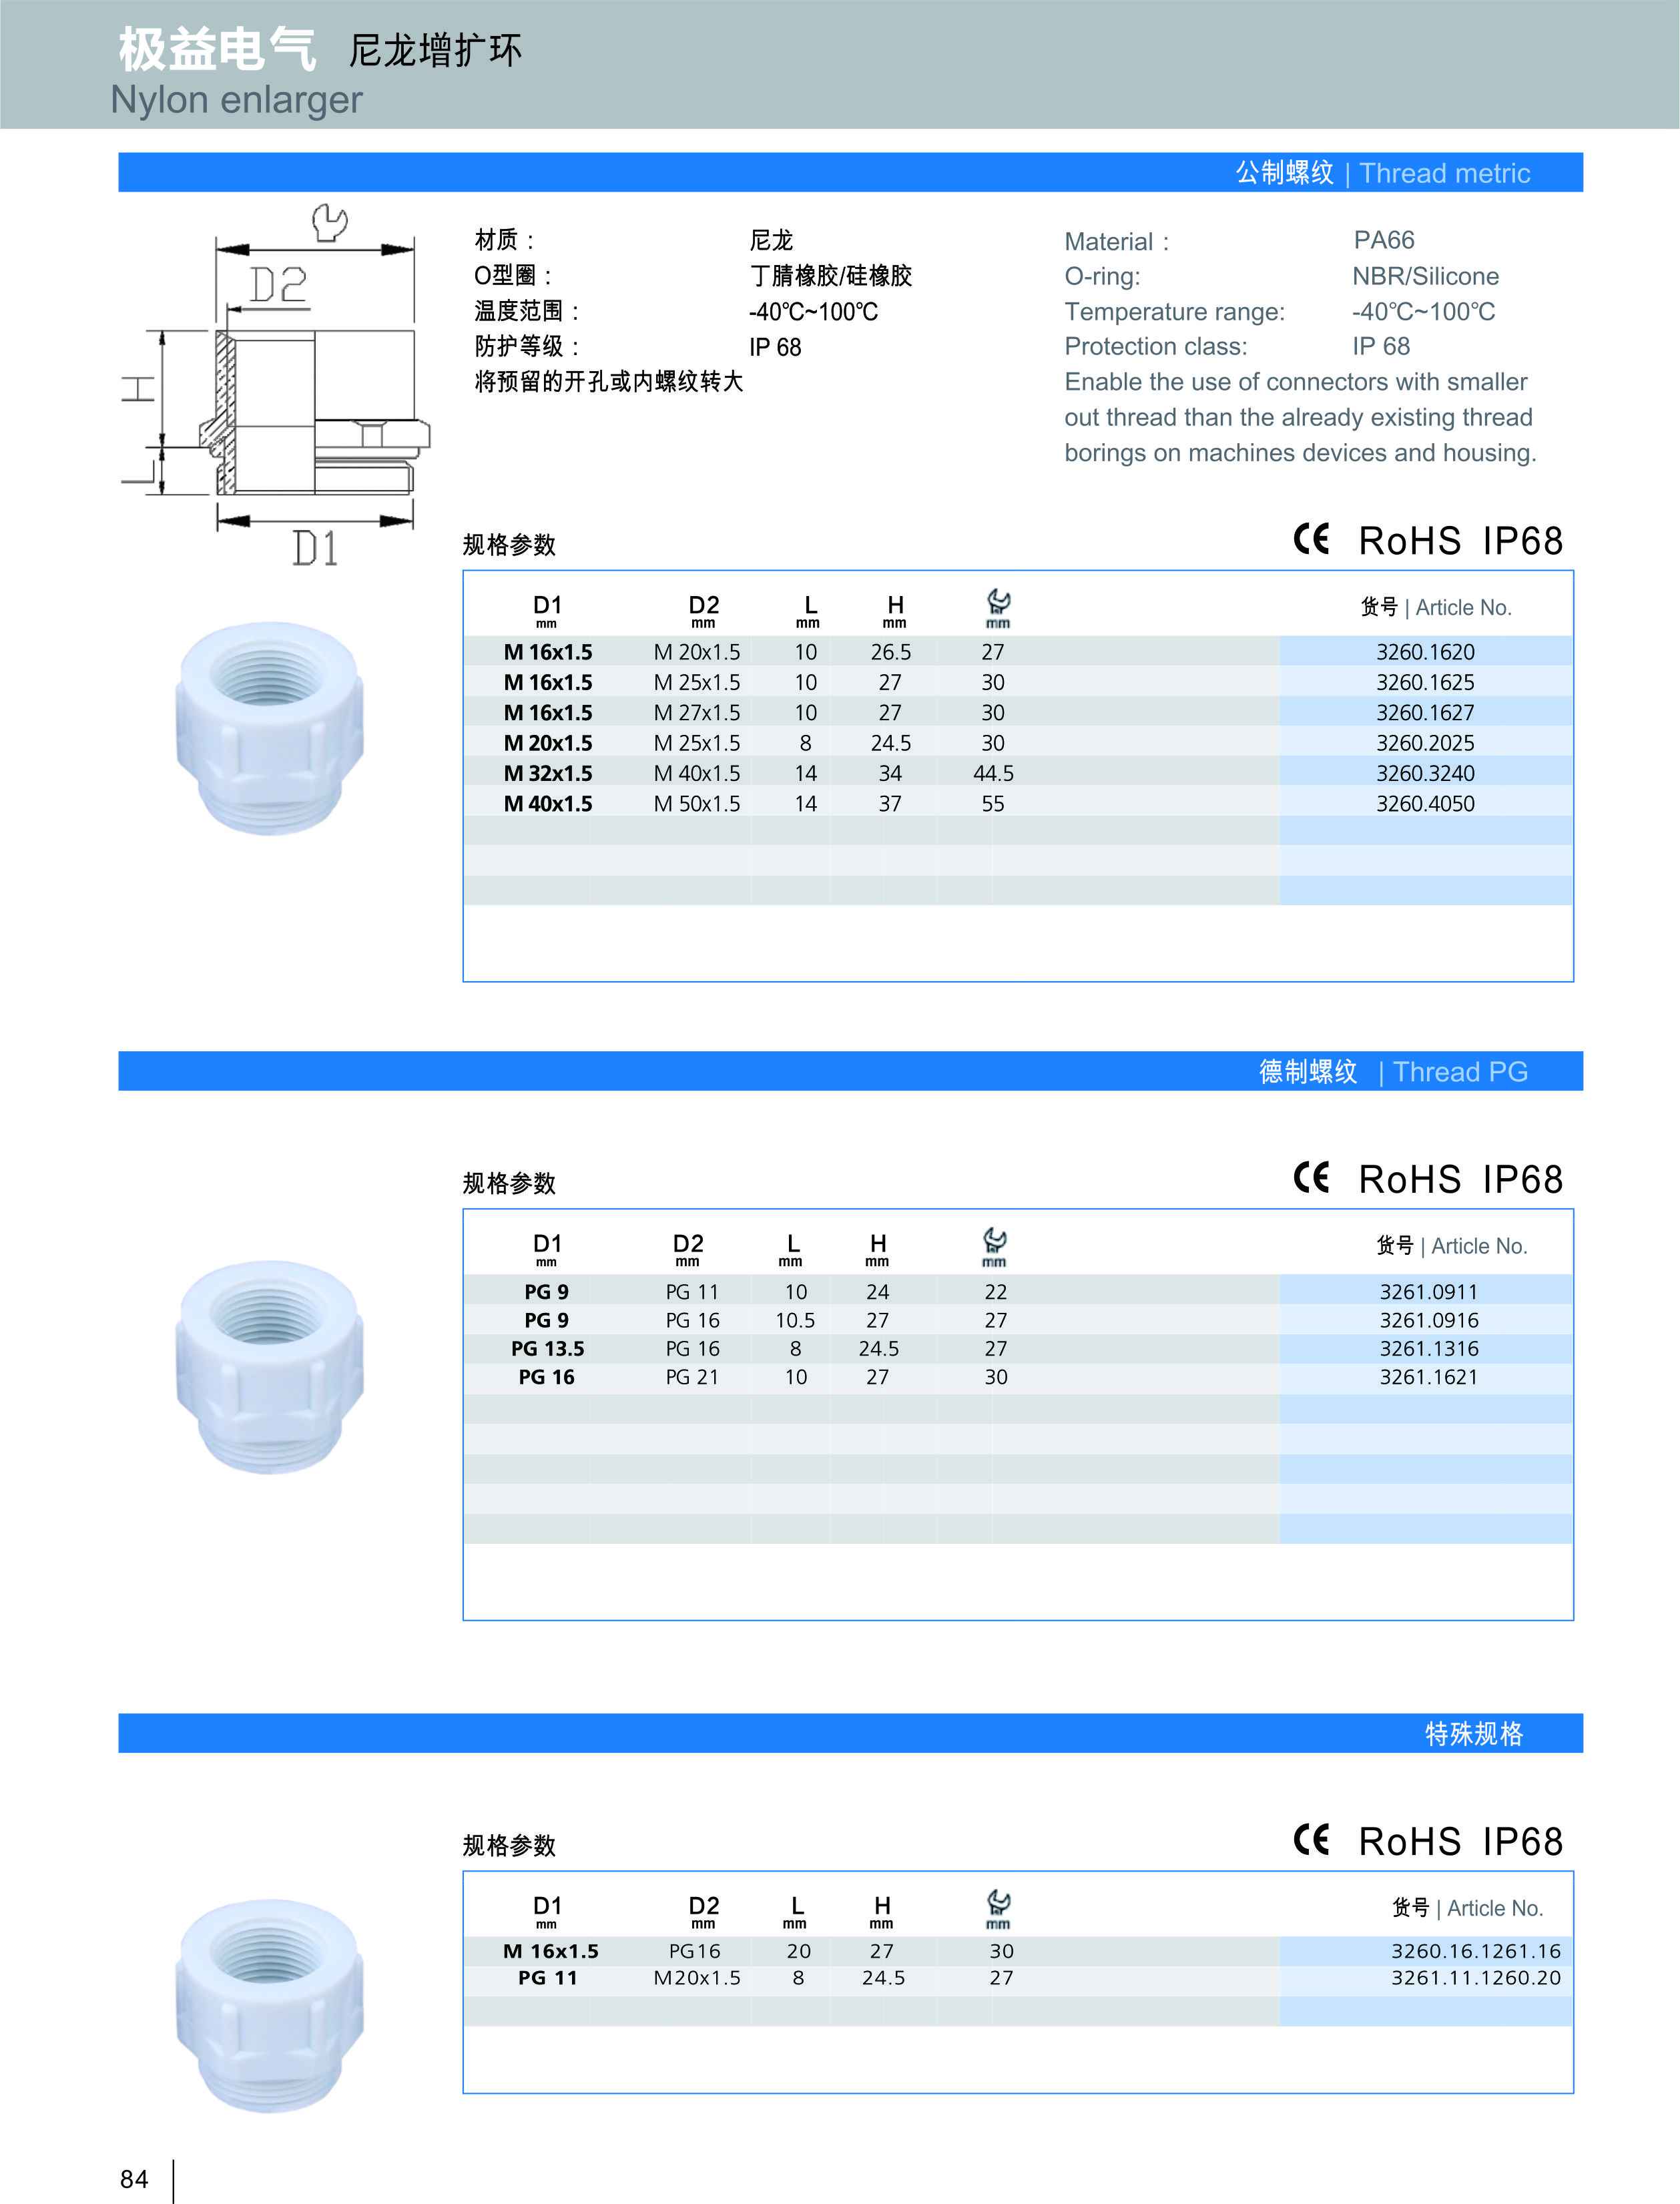 极益电气 尼龙增扩环
Nylon enlarger
公制螺纹 | Thread metric
D2
H
L
D1
材质： 尼龙
O型圈： 丁腈橡胶/硅橡胶
温度范围： -40℃~100℃
防护等级： IP 68
将预留的开孔或内螺纹转大
Material： PA66
O-ring: NBR/Silicone
Temperature range: -40℃~100℃
Protection class: IP 68
Enable the use of connectors with smaller
out thread than the already existing thread
borings on machines devices and housing.
规格参数 CE RoHS IP68
D1 D2 L H 货号 | Article No.
mm mm mm mm mm
M 16x1.5 M 20x1.5 10 26.5 27 3260.1620
M 16x1.5 M 25x1.5 10 27 30 3260.1625
M 16x1.5 M 27x1.5 10 27 30 3260.1627
M 20x1.5 M 25x1.5 8 24.5 30 3260.2025
M 32x1.5 M 40x1.5 14 34 44.5 3260.3240
M 40x1.5 M 50x1.5 14 37 55 3260.4050
德制螺纹 | Thread PG
规格参数 CE RoHS IP68
D1 D2 L H 货号 | Article No.
mm mm mm mm mm
PG 9 PG 11 10 24 22 3261.0911
PG 9 PG 16 10.5 27 27 3261.0916
PG 13.5 PG 16 8 24.5 27 3261.1316
PG 16 PG 21 10 27 30 3261.1621
特殊规格
规格参数 CE RoHS IP68
D1 D2 L H 货号 | Article No.
mm mm mm mm mm
M 16x1.5 PG16 20 27 30 3260.16.1261.16
PG 11 M20x1.5 8 24.5 27 3261.11.1260.20
84